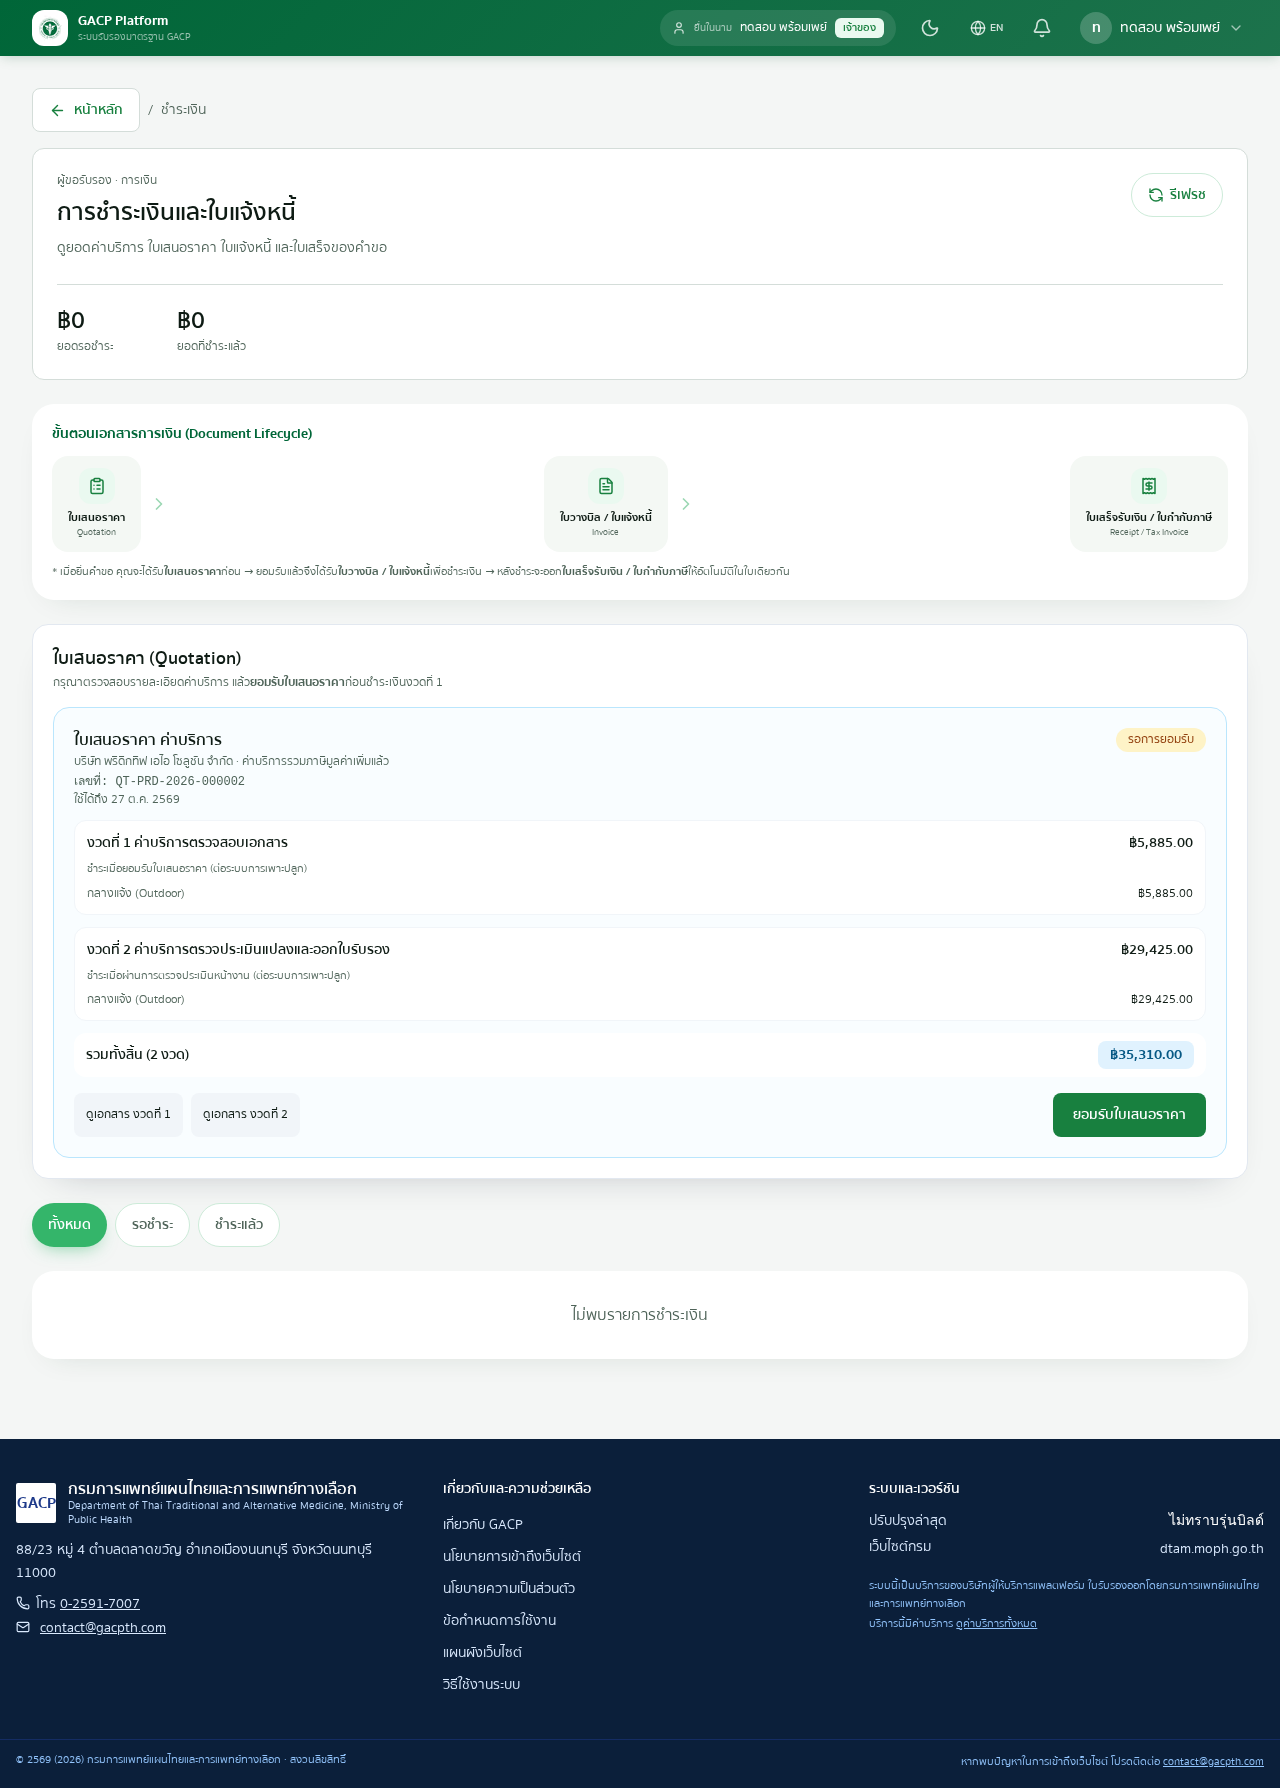 GACP Platform
ระบบรับรองมาตรฐาน GACP
ยื่นในนาม ทดสอบ พร้อมแพย์ เจ้าของ
EN
ท ทดสอบ พร้อมแพย์
หน้าหลัก / ชำระเงิน
ผู้ขอรับรอง · การเงิน
การชำระเงินและใบแจ้งหนี้
รีเฟรช
ดูยอดค่าบริการ ใบเสนอราคา ใบแจ้งหนี้ และใบเสร็จของคำขอ
฿0 ฿0
ยอดรอชำระ ยอดที่ชำระแล้ว
ขั้นตอนเอกสารการเงิน (Document Lifecycle)
ใบเสนอราคา ใบวางบิล / ใบแจ้งหนี้ ใบเสร็จรับเงิน / ใบกำกับภาษี
Quotation Invoice Receipt / Tax Invoice
* เมื่อยื่นคำขอ คุณจะได้รับใบเสนอราคาก่อน → ยอมรับแล้วจึงได้รับใบวางบิล / ใบแจ้งหนี้เพื่อชำระเงิน → หลังชำระจะออกใบเสร็จรับเงิน / ใบกำกับภาษีให้อัตโนมัติในใบเดียวกัน
ใบเสนอราคา (Quotation)
กรุณาตรวจสอบรายละเอียดค่าบริการ แล้วยอมรับใบเสนอราคาก่อนชำระเงินงวดที่ 1
ใบเสนอราคา ค่าบริการ
รอการยอมรับ
บริษัท พรีดิกทิฟ เอไอ โซลูชัน จำกัด · ค่าบริการรวมภาษีมูลค่าเพิ่มแล้ว
เลขที่: QT-PRD-2026-000002
ใช้ได้ถึง 27 ต.ค. 2569
งวดที่ 1 ค่าบริการตรวจสอบเอกสาร ฿5,885.00
ชำระเมื่อยอมรับใบเสนอราคา (ต่อระบบการเพาะปลูก)
กลางแจ้ง (Outdoor) ฿5,885.00
งวดที่ 2 ค่าบริการตรวจประเมินแปลงและออกใบรับรอง ฿29,425.00
ชำระเมื่อผ่านการตรวจประเมินหน้างาน (ต่อระบบการเพาะปลูก)
กลางแจ้ง (Outdoor) ฿29,425.00
รวมทั้งสิ้น (2 งวด) ฿35,310.00
ดูเอกสาร งวดที่ 1 ดูเอกสาร งวดที่ 2 ยอมรับใบเสนอราคา
ทั้งหมด รอชำระ ชำระแล้ว
ไม่พบรายการชำระเงิน
GACP
กรมการแพทย์แผนไทยและการแพทย์ทางเลือก
Department of Thai Traditional and Alternative Medicine, Ministry of
Public Health
88/23 หมู่ 4 ตำบลตลาดขวัญ อำเภอเมืองนนทบุรี จังหวัดนนทบุรี
11000
โทร 0-2591-7007
contact@gacpth.com
เกี่ยวกับและความช่วยเหลือ
เกี่ยวกับ GACP
นโยบายการเข้าถึงเว็บไซต์
นโยบายความเป็นส่วนตัว
ข้อกำหนดการใช้งาน
แผนผังเว็บไซต์
วิธีใช้งานระบบ
ระบบและเวอร์ชัน
ปรับปรุงล่าสุด ไม่ทราบรุ่นบิลด์
เว็บไซต์กรม dtam.moph.go.th
ระบบนี้เป็นบริการของบริษัทผู้ให้บริการแพลตฟอร์ม ใบรับรองออกโดยกรมการแพทย์แผนไทย
และการแพทย์ทางเลือก
บริการนี้มีค่าบริการ ดูค่าบริการทั้งหมด
© 2569 (2026) กรมการแพทย์แผนไทยและการแพทย์ทางเลือก · สงวนลิขสิทธิ์
หากพบปัญหาในการเข้าถึงเว็บไซต์ โปรดติดต่อ contact@gacpth.com